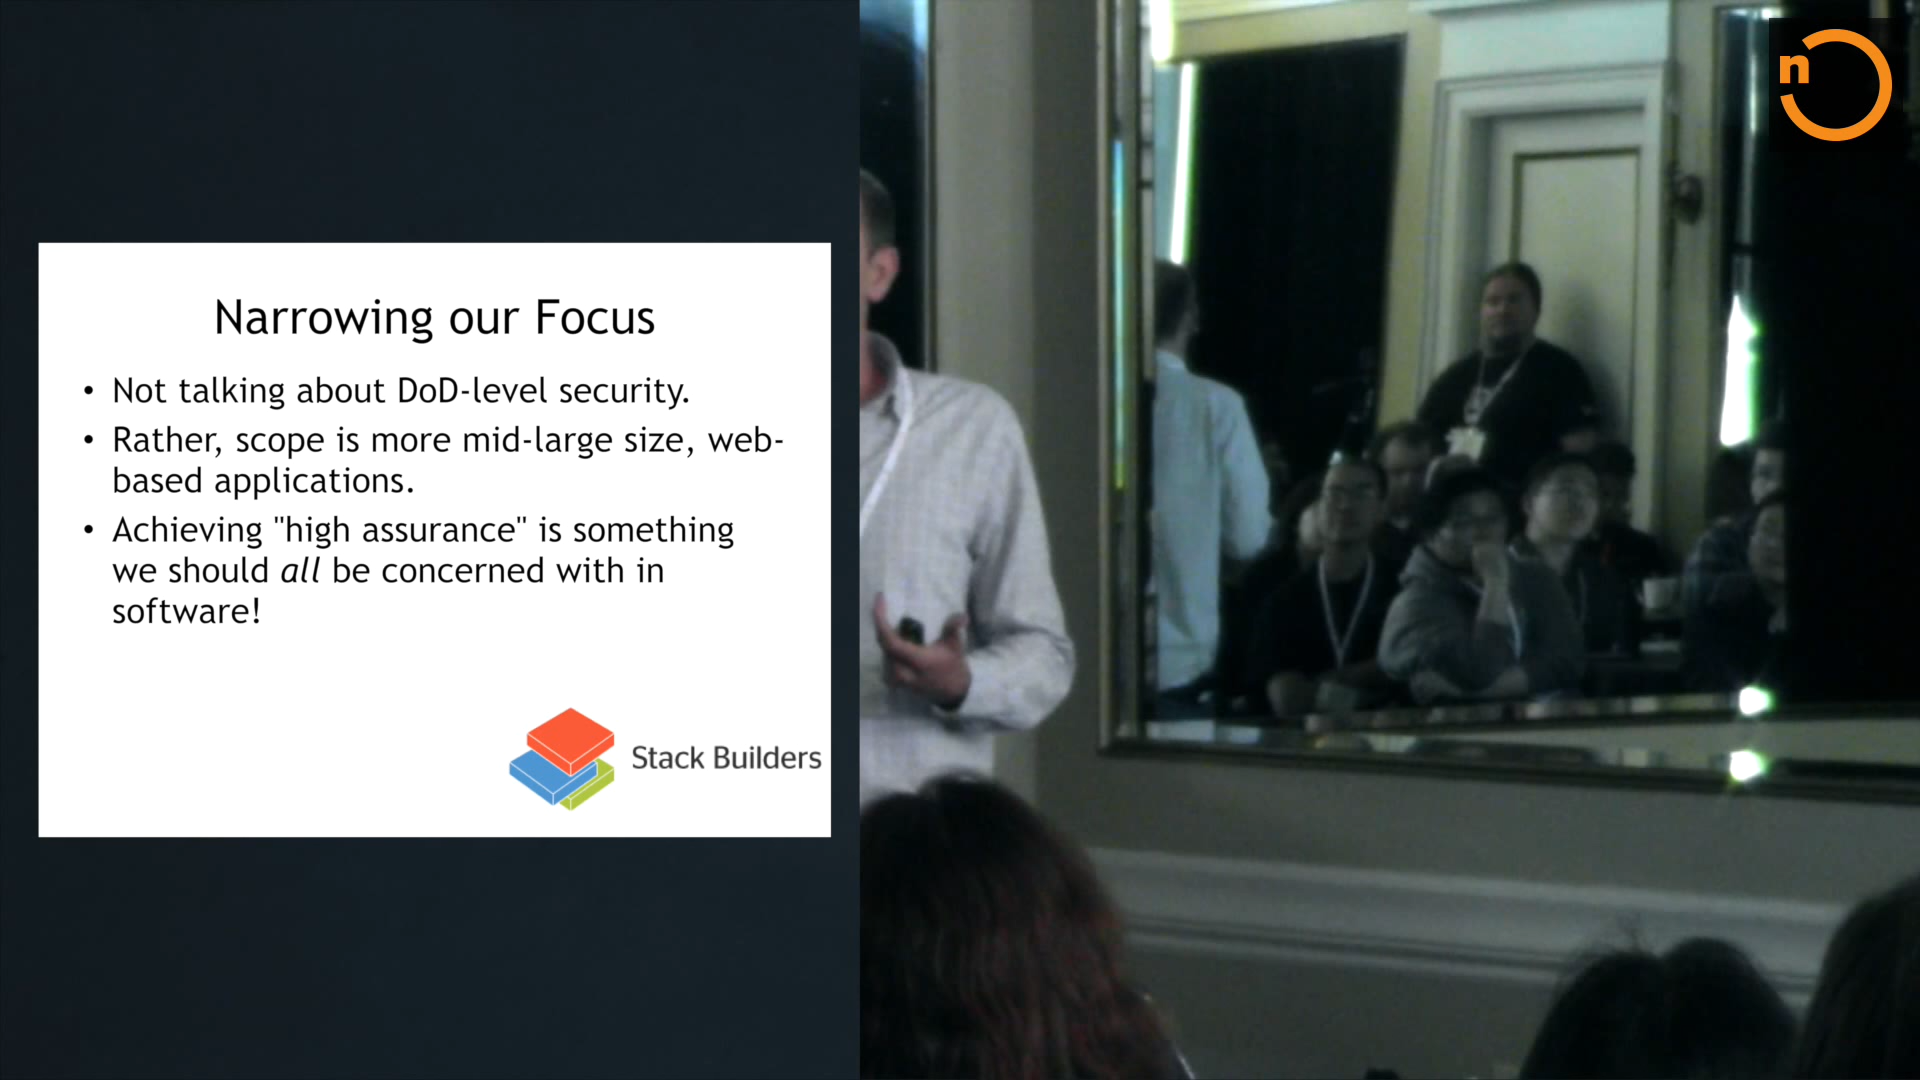 n
Narrowing our Focus
• Not talking about DoD-level security.
• Rather, scope is more mid-large size, web-
based applications.
• Achieving "high assurance" is something
we should all be concerned with in
software!
Stack Builders